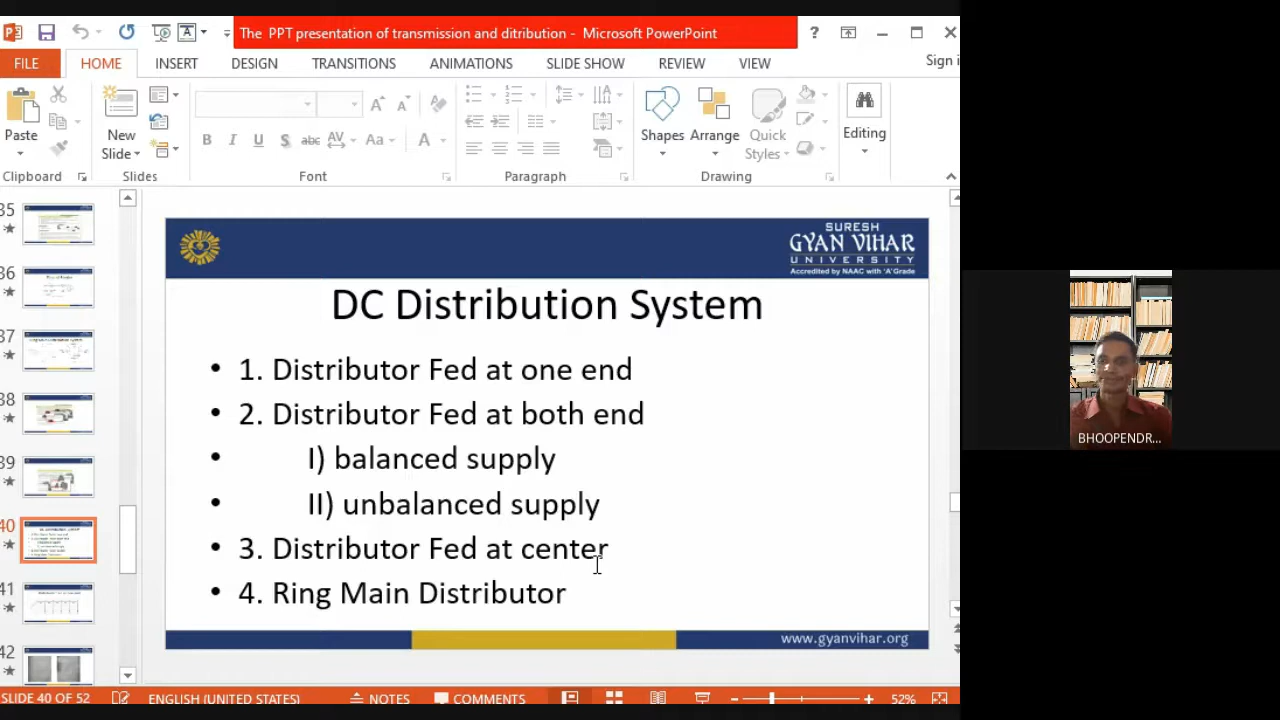 The PPT presentation of transmission and ditribution - Microsoft PowerPoint
?
Sign i
FILE HOME INSERT DESIGN TRANSITIONS ANIMATIONS SLIDE SHOW REVIEW VIEW
Paste
New
Slide
B I U S abc AV Aa A
Shapes Arrange Quick
Styles
Editing
Clipboard Slides Font Paragraph Drawing
35
36
37
38
39
40
41
42
SURESH
GYAN VIHAR
UNIVERSITY
Accredited by NAAC with 'A' Grade
DC Distribution System
• 1. Distributor Fed at one end
• 2. Distributor Fed at both end
• I) balanced supply
• II) unbalanced supply
• 3. Distributor Fed at center
• 4. Ring Main Distributor
www.gyanvihar.org
BHOOPENDR...
SLIDE 40 OF 52 ENGLISH (UNITED STATES) NOTES COMMENTS 52%